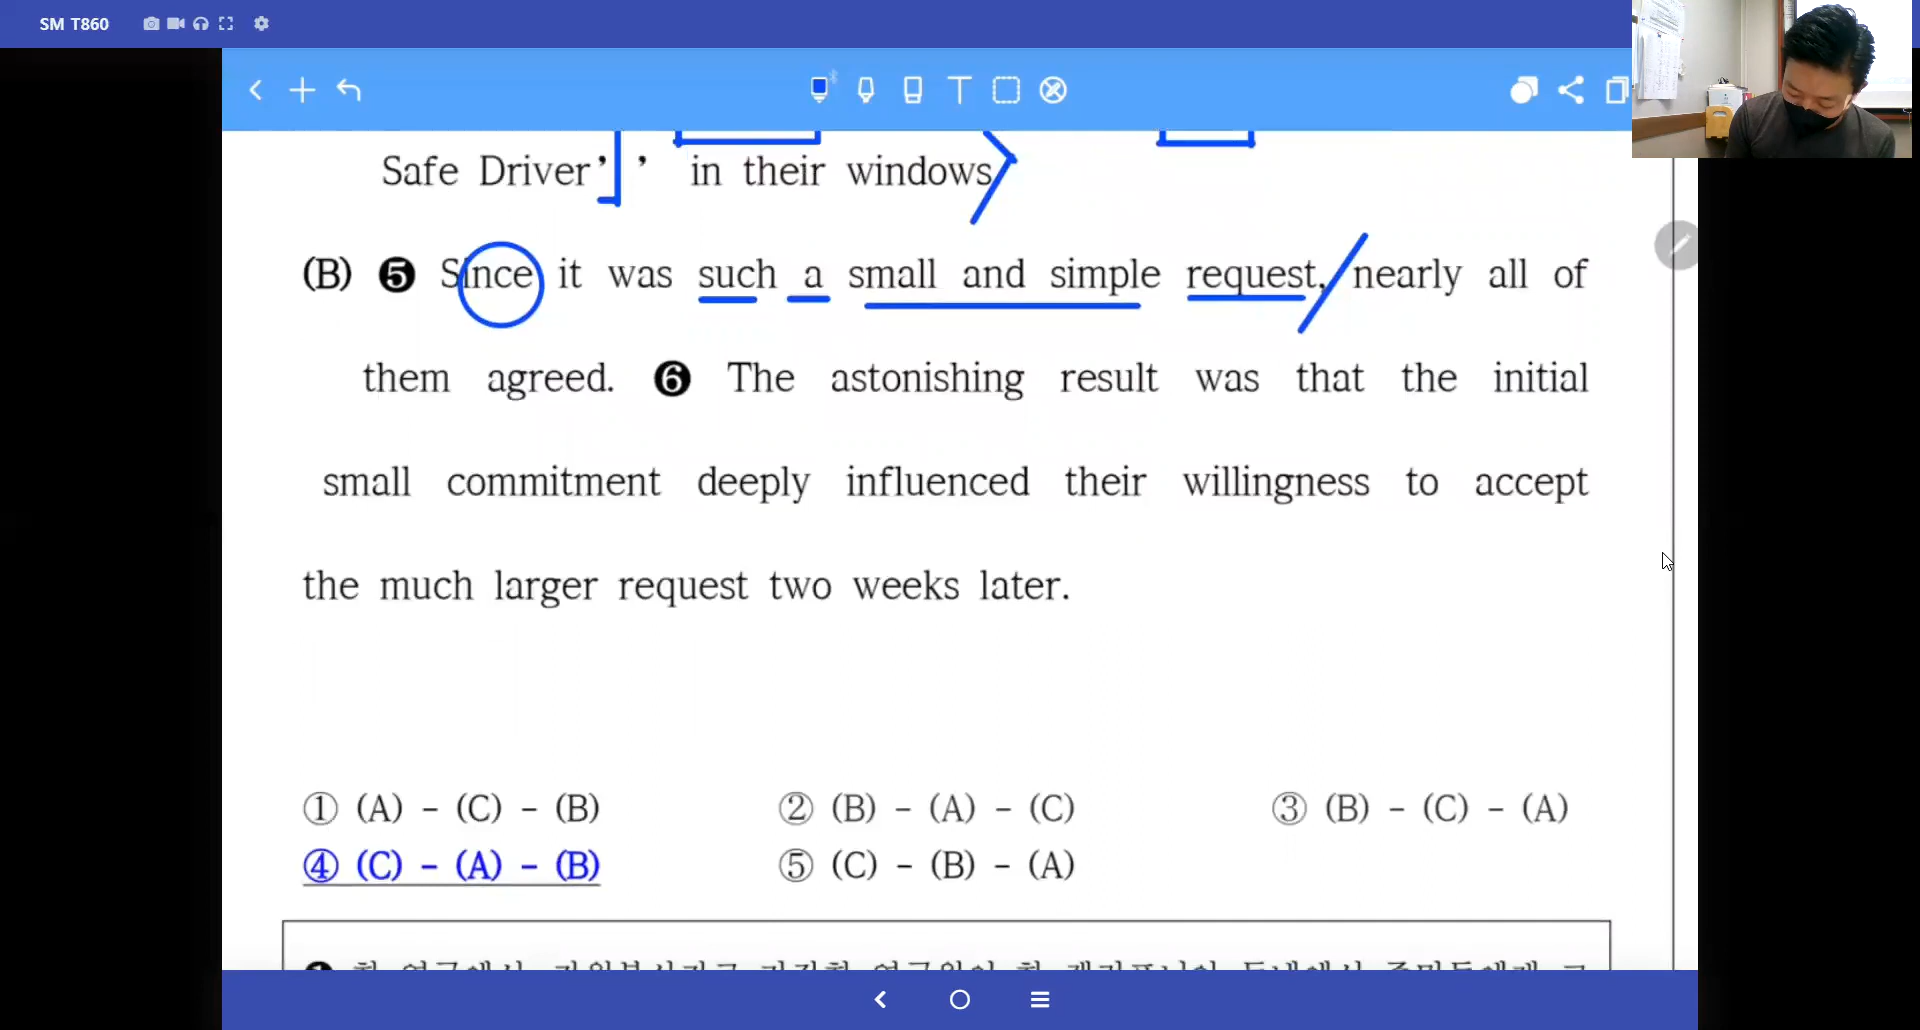 SM T860
Safe Driver’ ’ in their windows
(B) ❺ Since it was such a small and simple request, nearly all of
them agreed. ❻ The astonishing result was that the initial
small commitment deeply influenced their willingness to accept
the much larger request two weeks later.
① (A) - (C) - (B) ② (B) - (A) - (C) ③ (B) - (C) - (A)
④ (C) - (A) - (B) ⑤ (C) - (B) - (A)